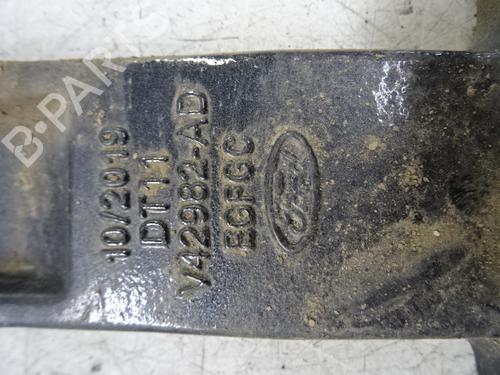 10/2019
DT11
V42982-AD
EGFGC
Ford
B-PARTS